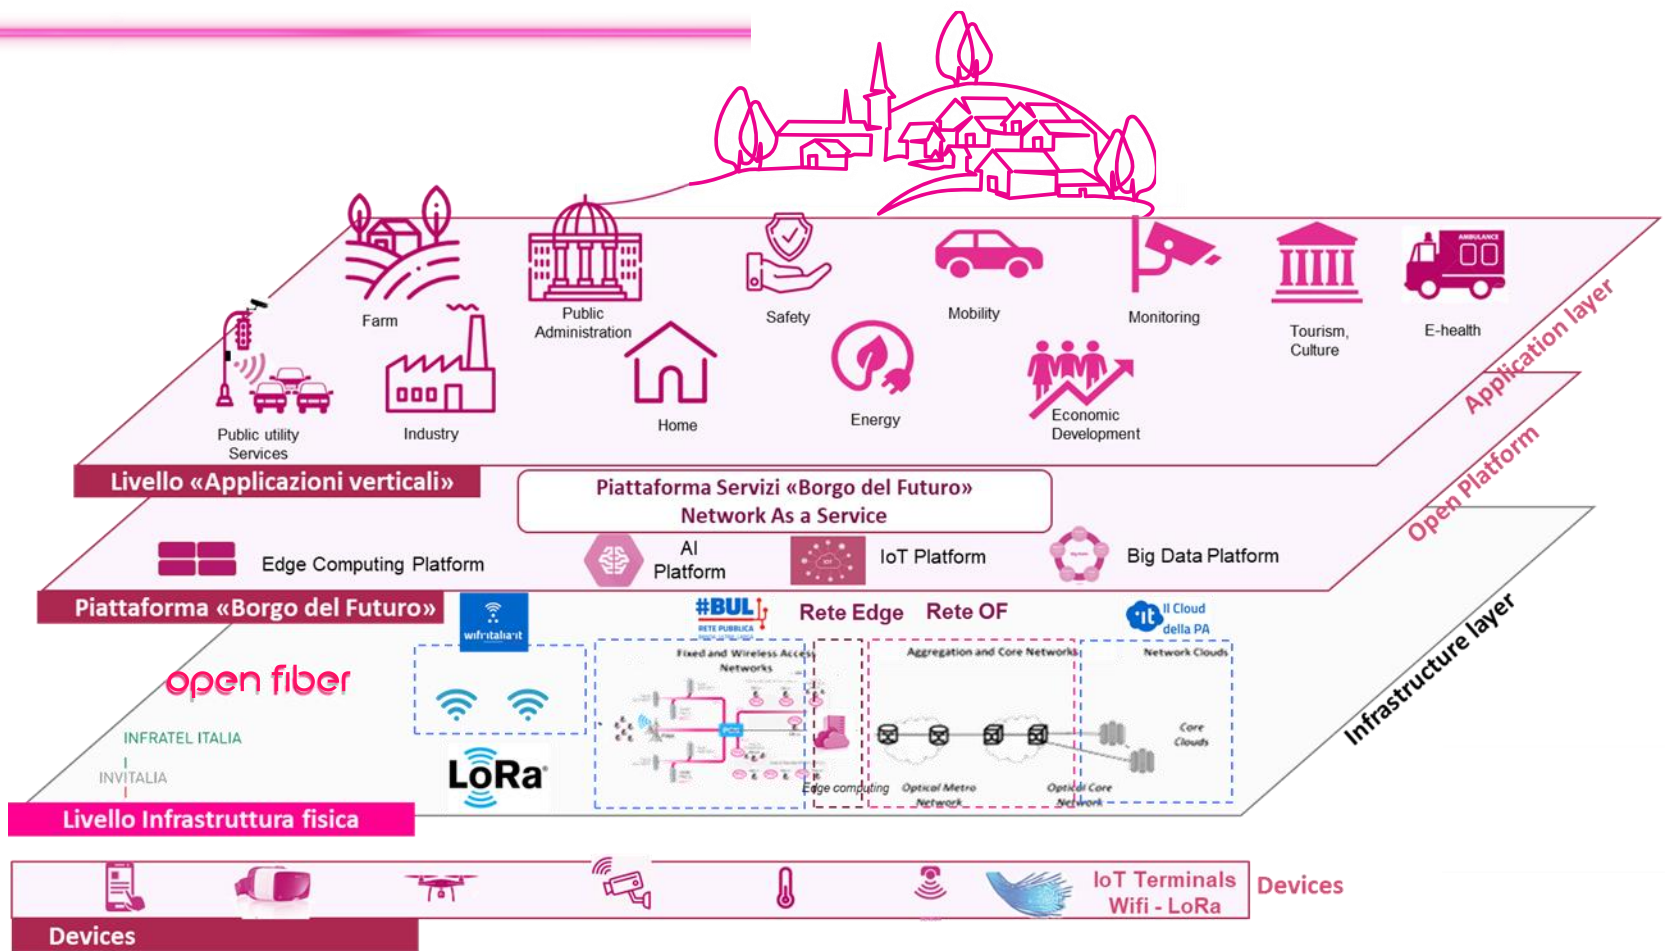 AMBULANCE
Farm
Public
Administration
Safety
Mobility
Monitoring
Tourism,
Culture
E-health
Public utility
Services
Industry
Home
Energy
Economic
Development
Application layer
Livello «Applicazioni verticali»
Piattaforma Servizi «Borgo del Futuro»
Network As a Service
Open Platform
Edge Computing Platform
AI
Platform
IoT Platform
Big Data Platform
Piattaforma «Borgo del Futuro»
wifi italia it
#BUL
RETE PUBBLICA
Rete Edge
Rete OF
Il Cloud
della PA
Infrastructure layer
open fiber
Fixed and Wireless Access
Networks
Aggregation and Core Networks
Network Clouds
INFRATEL ITALIA
INVITALIA
LoRa
Core
Clouds
Edge computing
Optical Metro
Network
Optical Core
Network
Livello Infrastruttura fisica
IoT Terminals
Wifi - LoRa
Devices
Devices